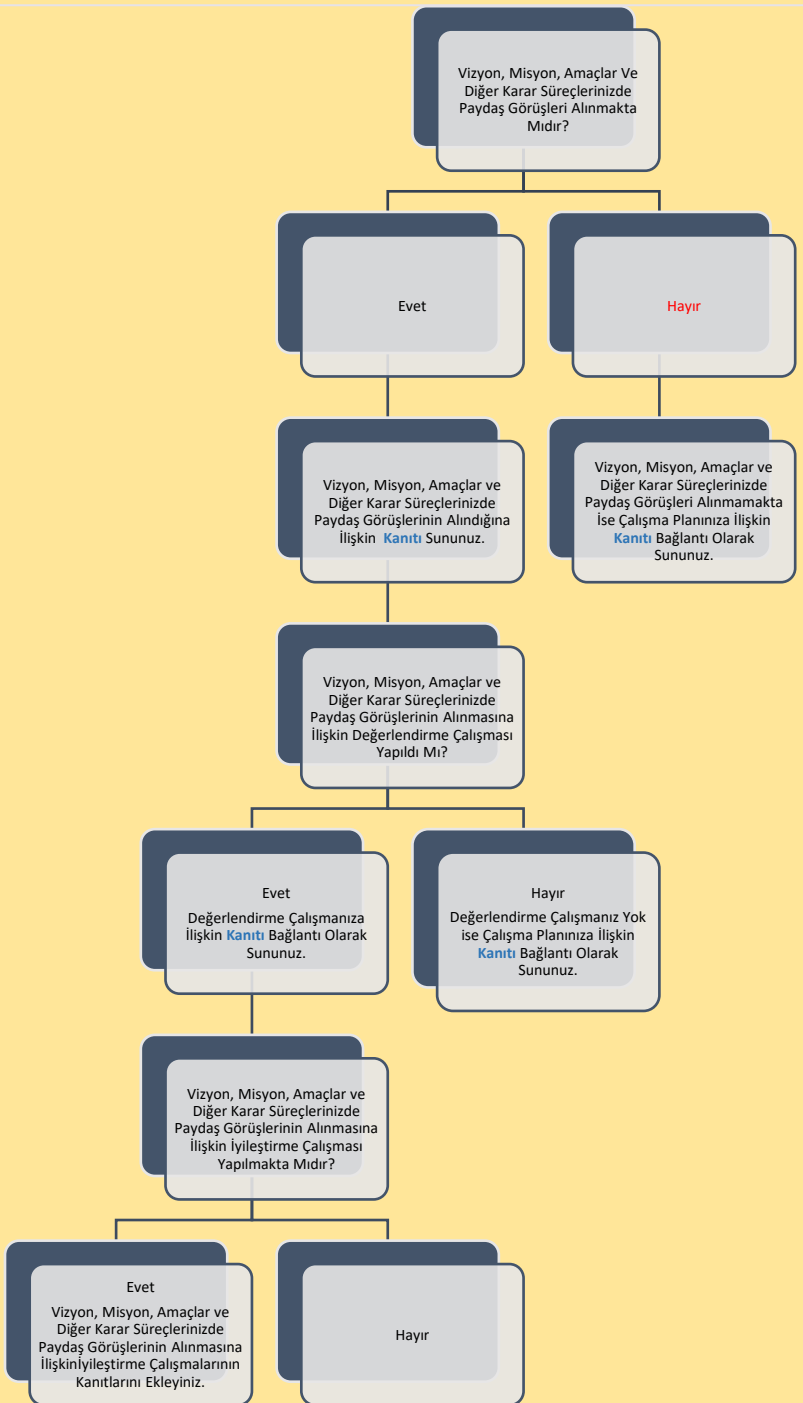 Vizyon, Misyon, Amaçlar Ve
Diğer Karar Süreçlerinizde
Paydaş Görüşleri Alınmakta
Mıdır?
Evet
Hayır
Vizyon, Misyon, Amaçlar ve
Diğer Karar Süreçlerinizde
Paydaş Görüşlerinin Alındığına
İlişkin Kanıtı Sununuz.
Vizyon, Misyon, Amaçlar ve
Diğer Karar Süreçlerinizde
Paydaş Görüşleri Alınmamakta
İse Çalışma Planınıza İlişkin
Kanıtı Bağlantı Olarak
Sununuz.
Vizyon, Misyon, Amaçlar ve
Diğer Karar Süreçlerinizde
Paydaş Görüşlerinin Alınmasına
İlişkin Değerlendirme Çalışması
Yapıldı Mı?
Evet
Değerlendirme Çalışmanıza
İlişkin Kanıtı Bağlantı Olarak
Sununuz.
Hayır
Değerlendirme Çalışmanız Yok
ise Çalışma Planınıza İlişkin
Kanıtı Bağlantı Olarak
Sununuz.
Vizyon, Misyon, Amaçlar ve
Diğer Karar Süreçlerinizde
Paydaş Görüşlerinin Alınmasına
İlişkin İyileştirme Çalışması
Yapılmakta Mıdır?
Evet
Vizyon, Misyon, Amaçlar ve
Diğer Karar Süreçlerinizde
Paydaş Görüşlerinin Alınmasına
İlişkinİyileştirme Çalışmalarının
Kanıtlarını Ekleyiniz.
Hayır